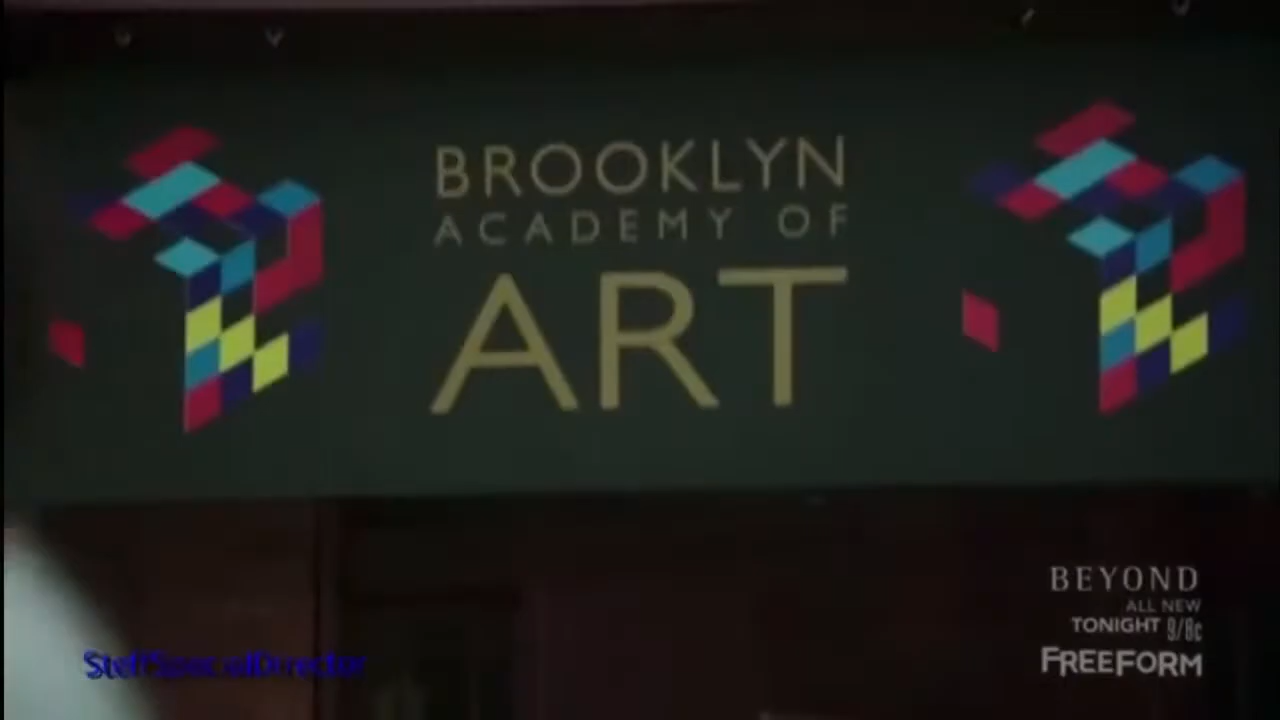 BROOKLYN
ACADEMY OF
ART
BEYOND
ALL NEW
TONIGHT 9/8c
FREEFORM